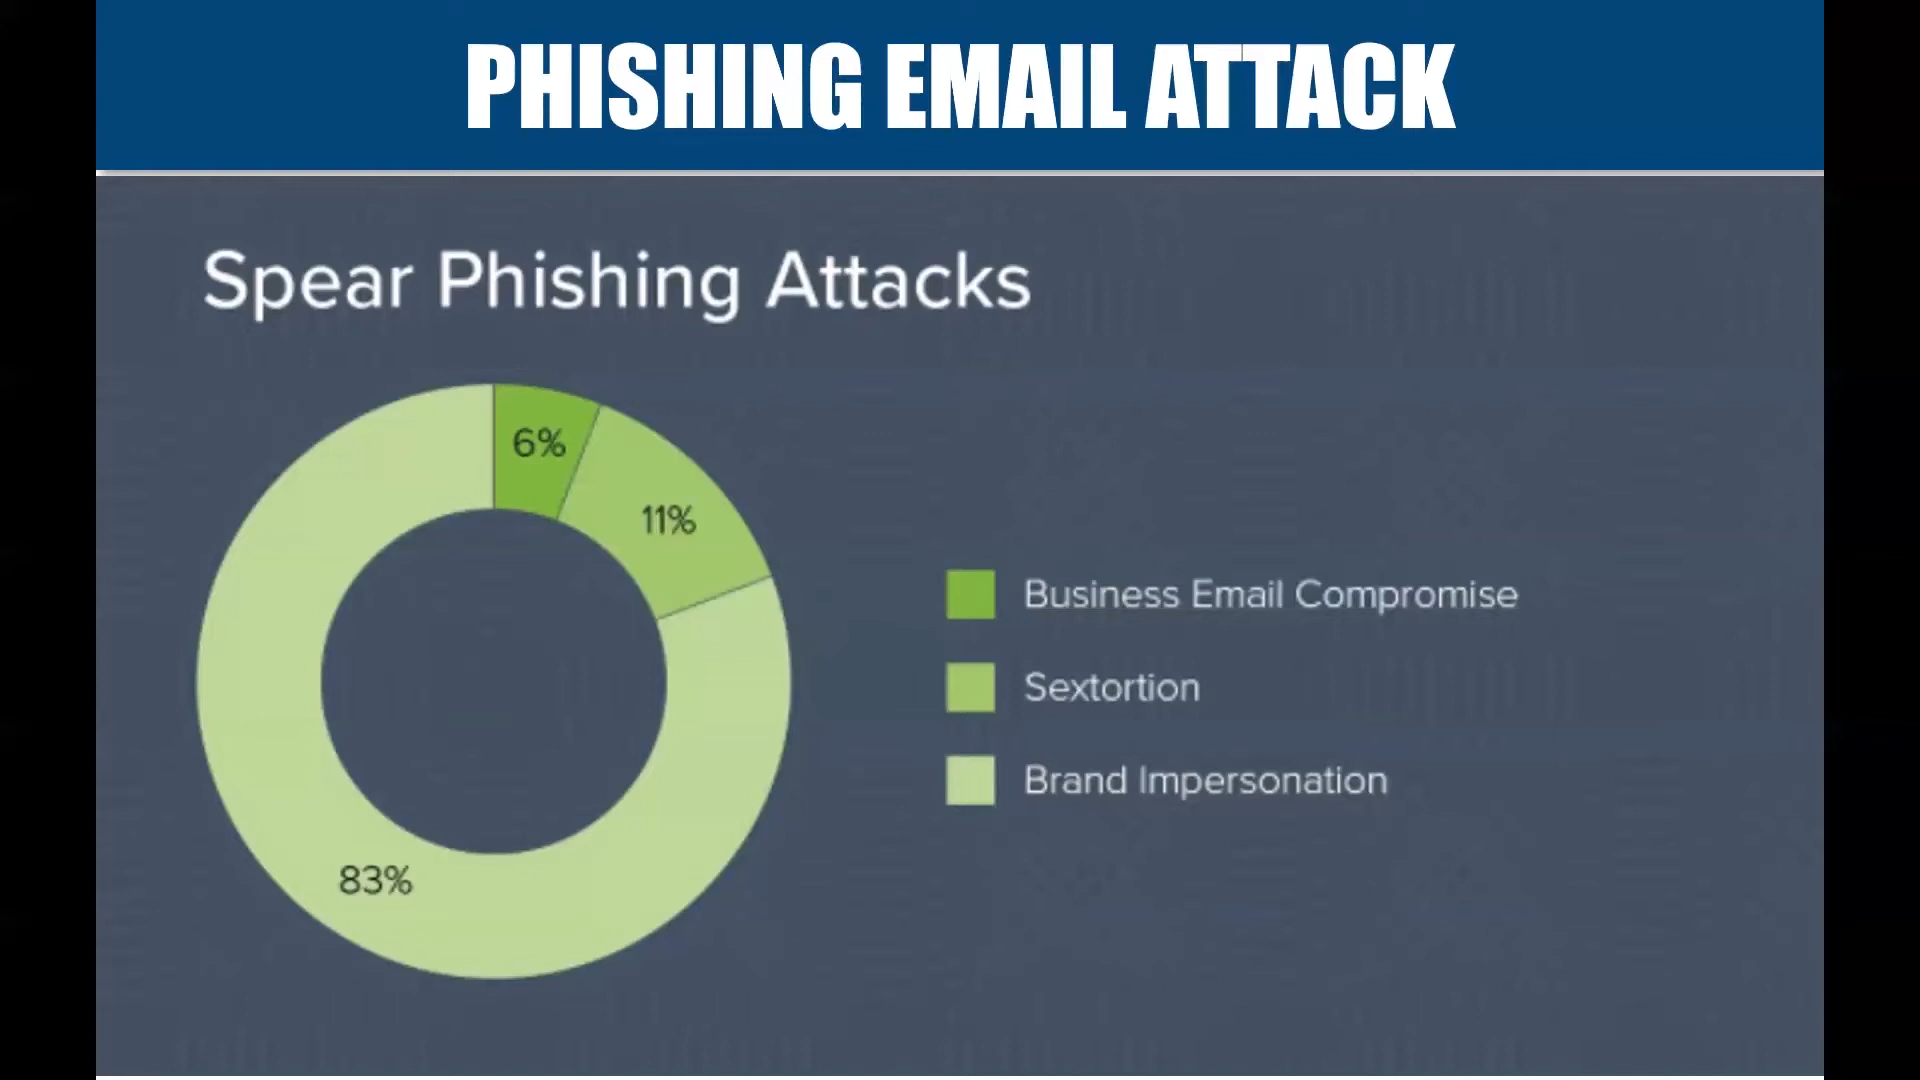 PHISHING EMAIL ATTACK
Spear Phishing Attacks
6%
11%
83%
Business Email Compromise
Sextortion
Brand Impersonation